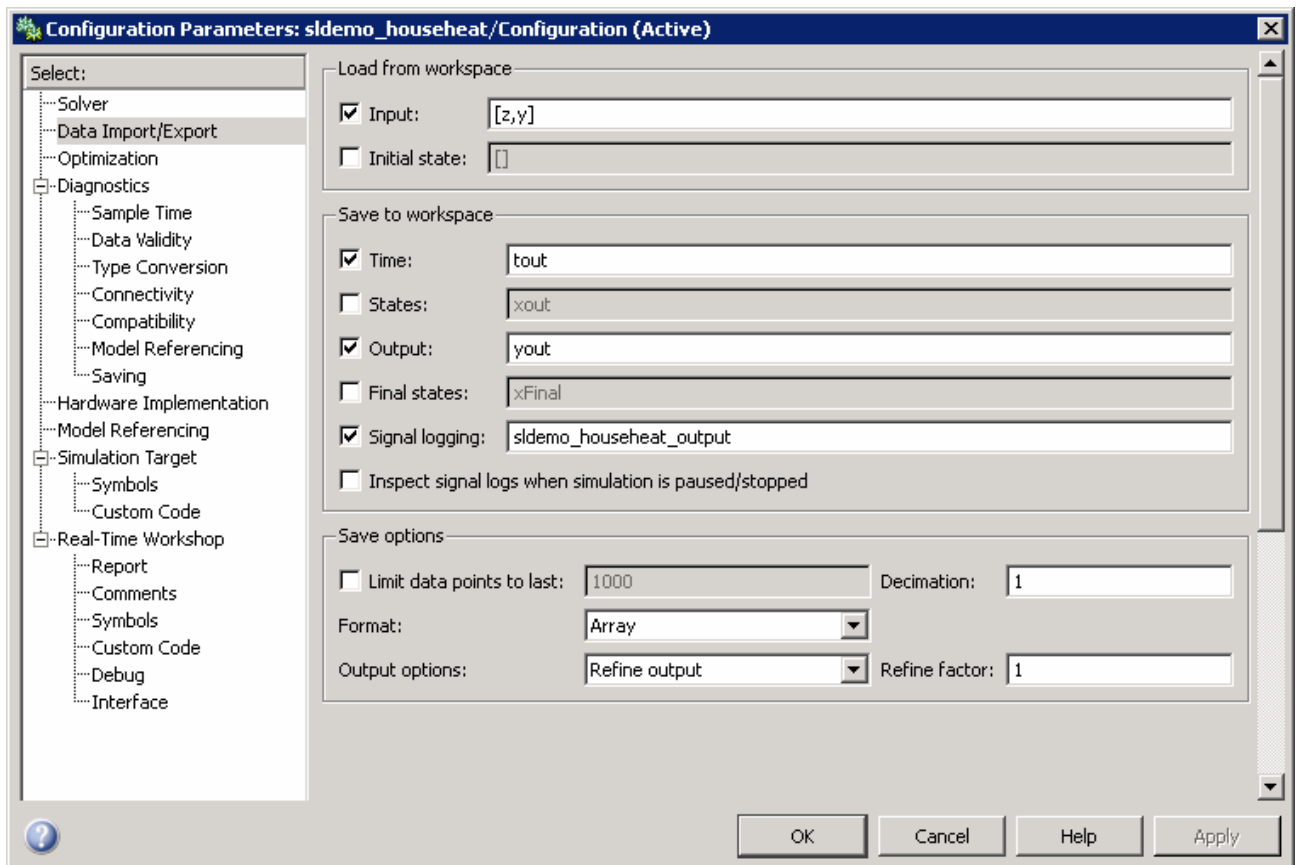 Configuration Parameters: sldemo_househeat/Configuration (Active)
Select:
Solver
Data Import/Export
Optimization
Diagnostics
Sample Time
Data Validity
Type Conversion
Connectivity
Compatibility
Model Referencing
Saving
Hardware Implementation
Model Referencing
Simulation Target
Symbols
Custom Code
Real-Time Workshop
Report
Comments
Symbols
Custom Code
Debug
Interface
Load from workspace
Input: [z,y]
Initial state: []
Save to workspace
Time: tout
States: xout
Output: yout
Final states: xFinal
Signal logging: sldemo_househeat_output
Inspect signal logs when simulation is paused/stopped
Save options
Limit data points to last: 1000 Decimation: 1
Format: Array
Output options: Refine output Refine factor: 1
? OK Cancel Help Apply